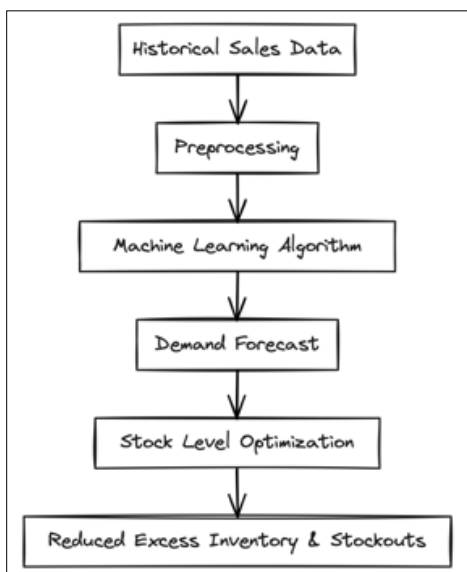 Historical Sales Data
Preprocessing
Machine Learning Algorithm
Demand Forecast
Stock Level Optimization
Reduced Excess Inventory & Stockouts